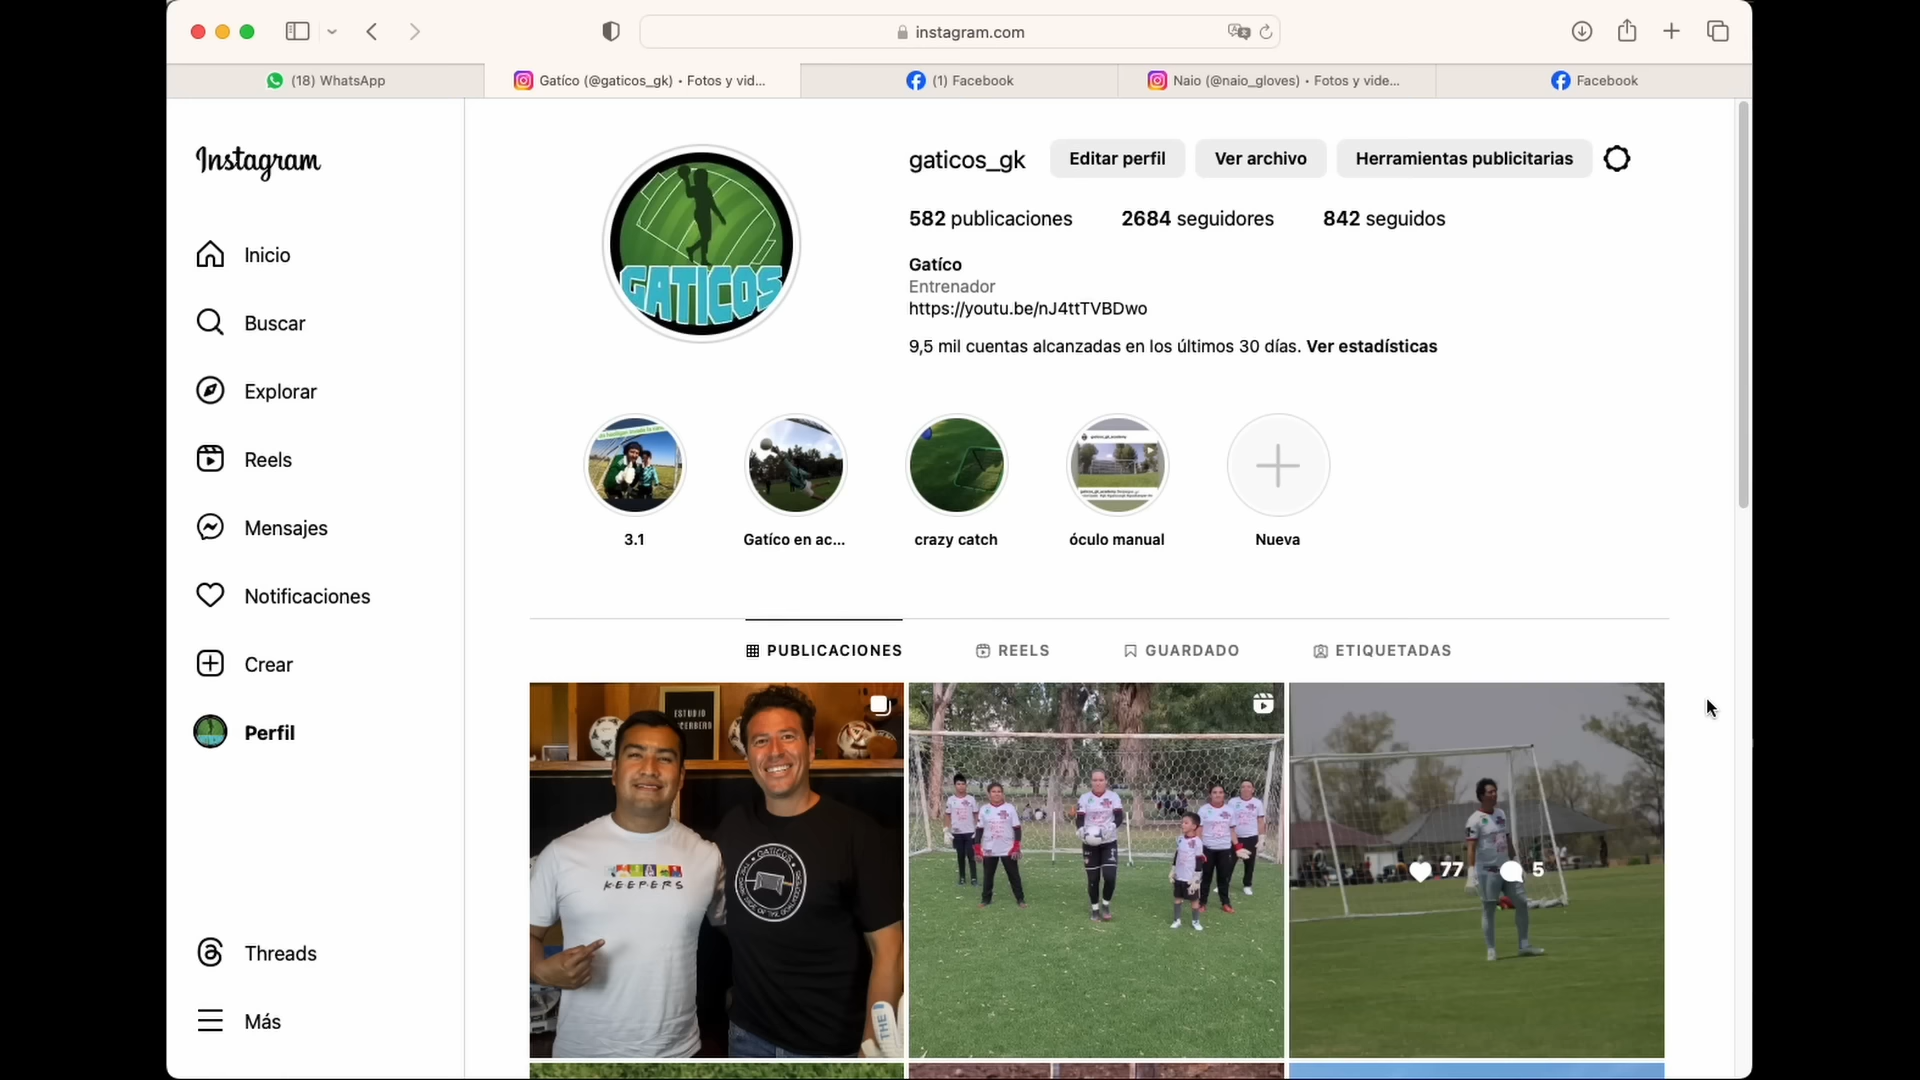 instagram.com
(18) WhatsApp
Gatíco (@gaticos_gk) • Fotos y vid...
(1) Facebook
Naio (@naio_gloves) • Fotos y vide...
Facebook
Instagram
Inicio
Buscar
Explorar
Reels
Mensajes
Notificaciones
Crear
Perfil
Threads
Más
GATICOS
gaticos_gk
Editar perfil
Ver archivo
Herramientas publicitarias
582 publicaciones
2684 seguidores
842 seguidos
Gatíco
Entrenador
https://youtu.be/nJ4ttTVBDwo
9,5 mil cuentas alcanzadas en los últimos 30 días. Ver estadísticas
3.1
Gatíco en ac...
crazy catch
óculo manual
Nueva
PUBLICACIONES
REELS
GUARDADO
ETIQUETADAS
ESTUDIO
KEEPERS
GATICOS
THE
77
5